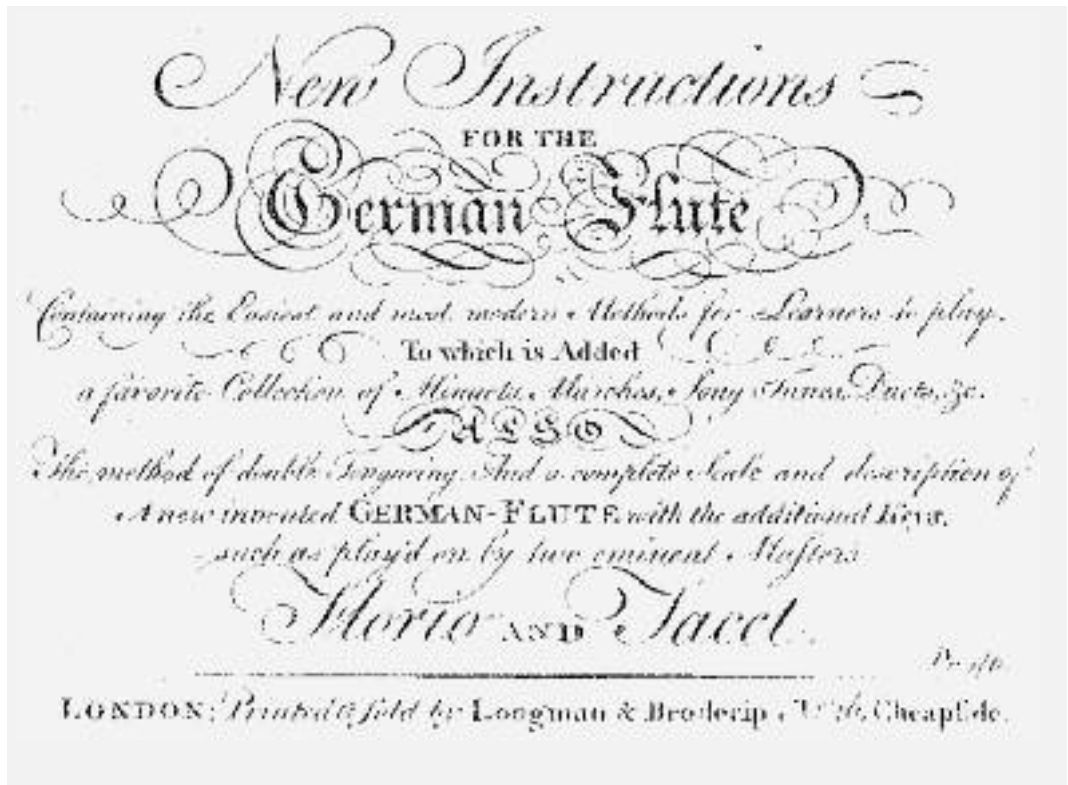 New Instructions
FOR THE
German Flute
Containing the Easiest and most modern Methods for Learners to play,
To which is Added
a favorite Collection of Minuets, Marches, Song Tunes, Duets, &c.
ALSO
The method of double Tonguing, And a complete Scale and description of
A new invented GERMAN-FLUTE with the additional Keys,
such as play'd on by two eminent Masters
Florio AND Tacet.
LONDON; Printed & sold by Longman & Broderip, Cheapside.